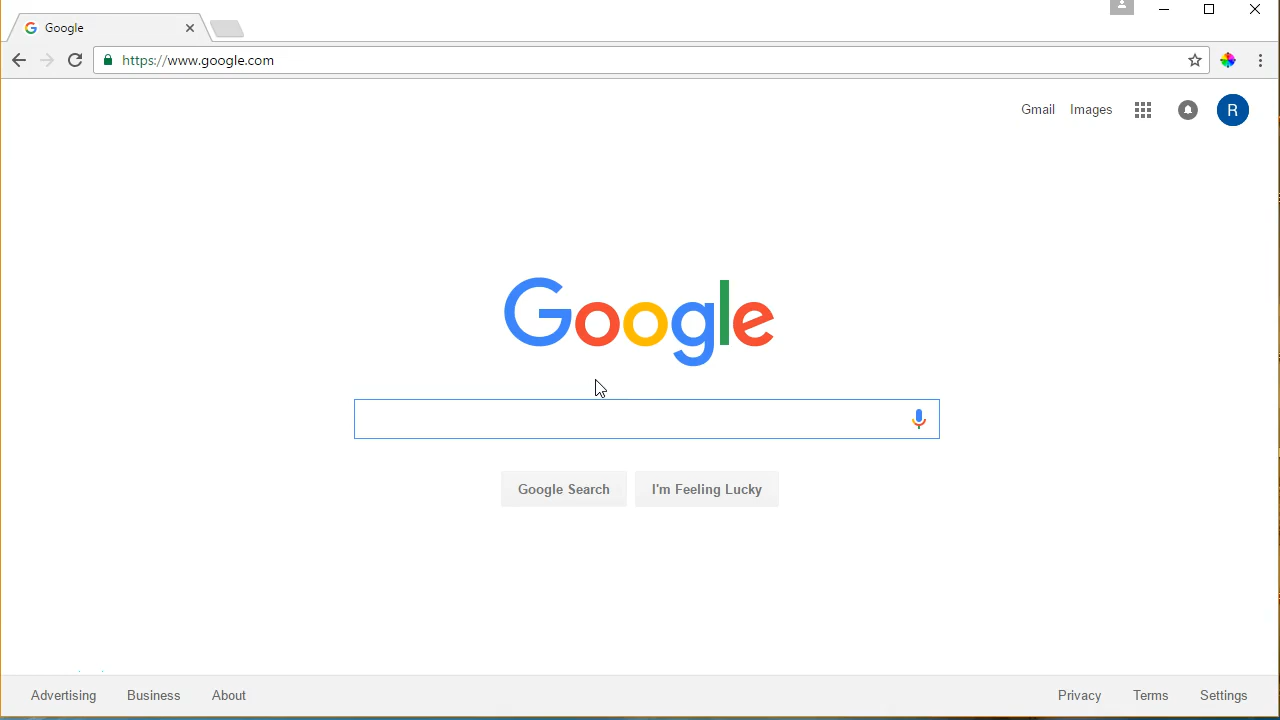 Google
https://www.google.com
Gmail Images R
Google
Google Search I'm Feeling Lucky
Advertising Business About Privacy Terms Settings